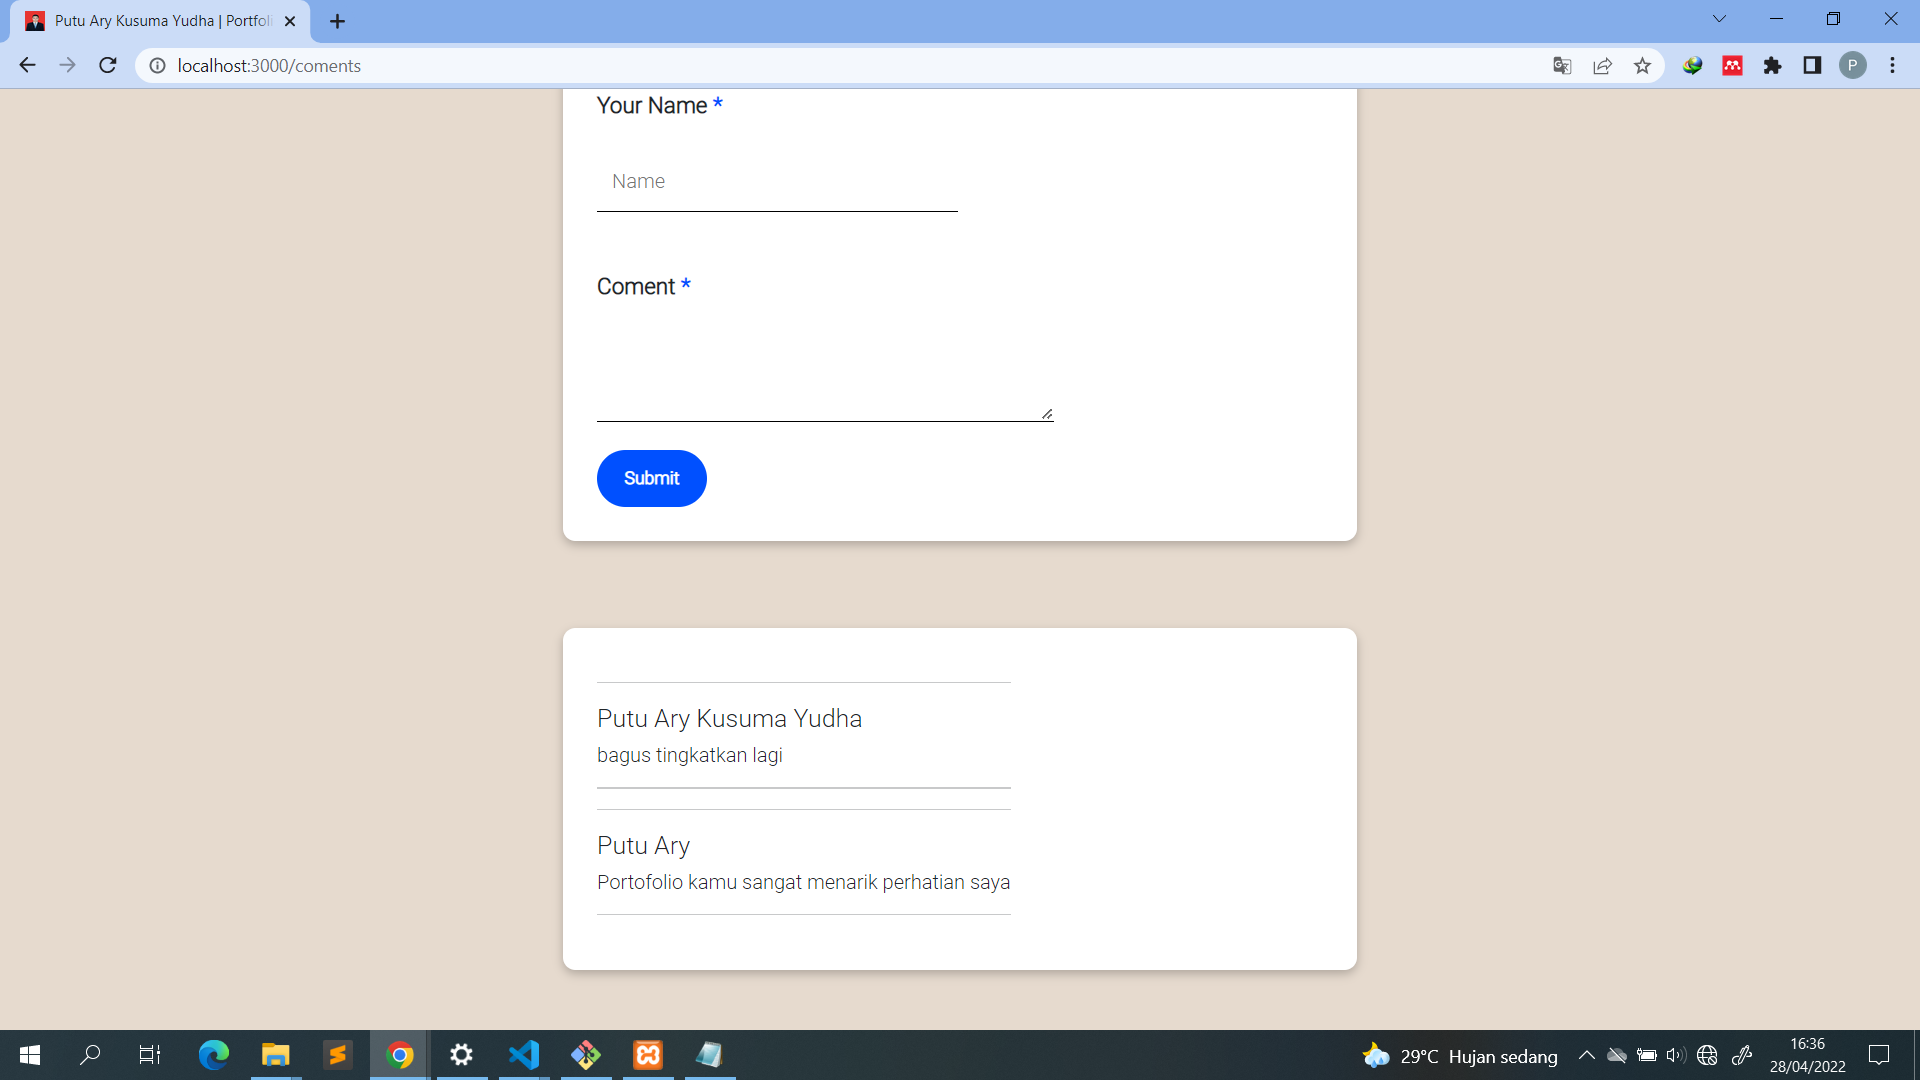 Putu Ary Kusuma Yudha | Portfoli
localhost:3000/coments
P
Your Name *
Name
Coment *
Submit
Putu Ary Kusuma Yudha
bagus tingkatkan lagi
Putu Ary
Portofolio kamu sangat menarik perhatian saya
29°C Hujan sedang
16:36
28/04/2022